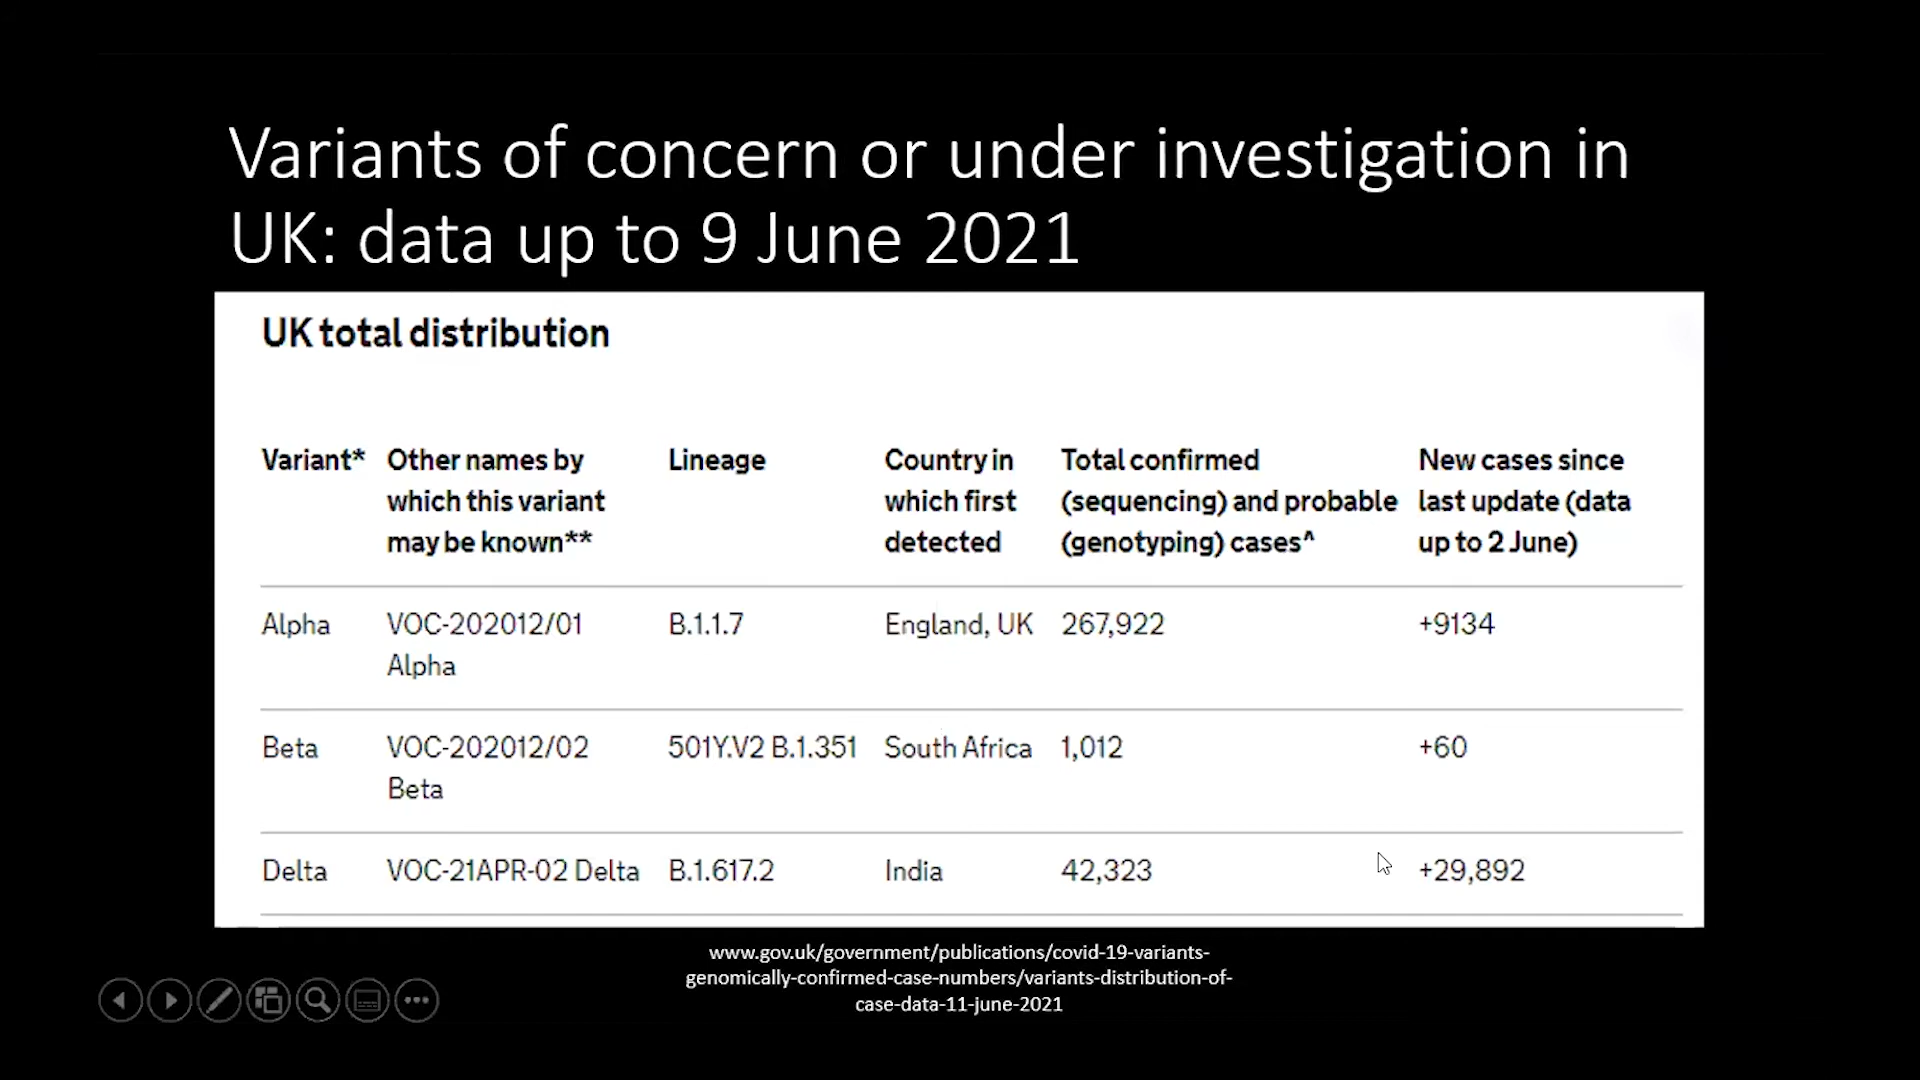 Variants of concern or under investigation in
UK: data up to 9 June 2021
UK total distribution
Variant* Other names by which this variant may be known** Lineage Country in which first detected Total confirmed (sequencing) and probable (genotyping) cases^ New cases since last update (data up to 2 June)
Alpha VOC-202012/01 Alpha B.1.1.7 England, UK 267,922 +9134
Beta VOC-202012/02 Beta 501Y.V2 B.1.351 South Africa 1,012 +60
Delta VOC-21APR-02 Delta B.1.617.2 India 42,323 +29,892
www.gov.uk/government/publications/covid-19-variants-
genomically-confirmed-case-numbers/variants-distribution-of-
case-data-11-june-2021